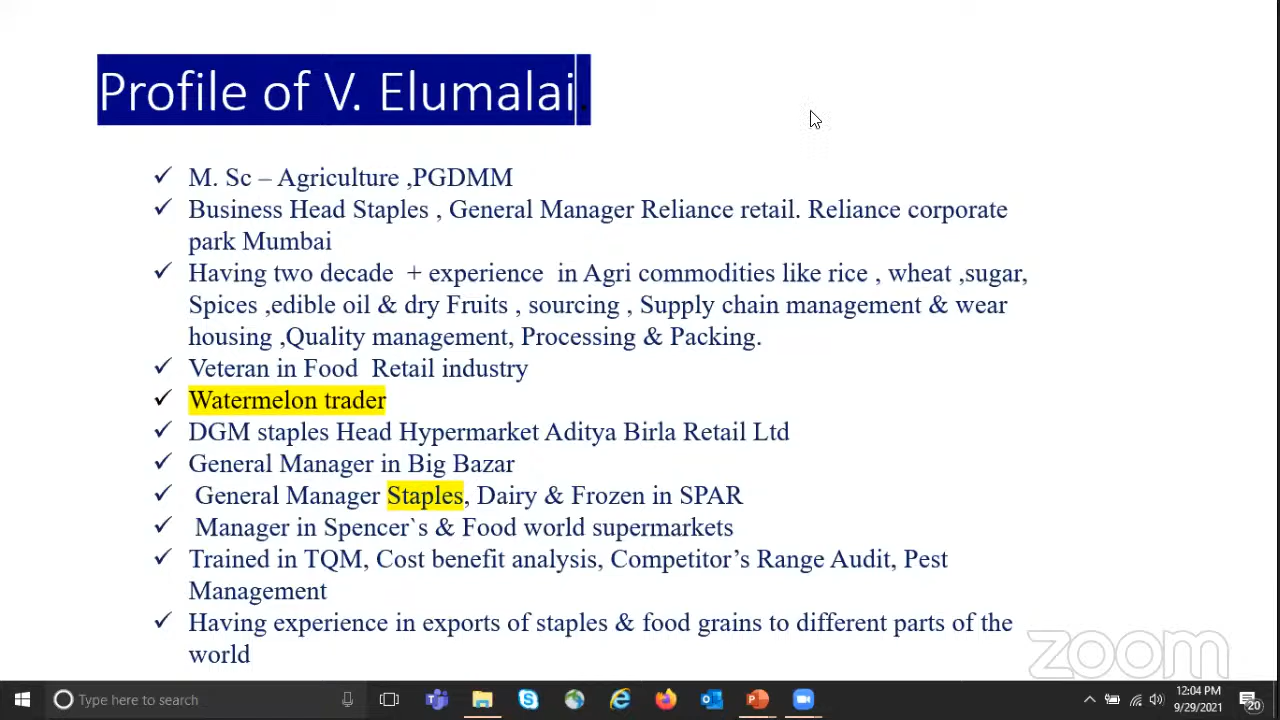 Profile of V. Elumalai.
✓ M. Sc – Agriculture ,PGDMM
✓ Business Head Staples , General Manager Reliance retail. Reliance corporate
park Mumbai
✓ Having two decade + experience in Agri commodities like rice , wheat ,sugar,
Spices ,edible oil & dry Fruits , sourcing , Supply chain management & wear
housing ,Quality management, Processing & Packing.
✓ Veteran in Food Retail industry
✓ Watermelon trader
✓ DGM staples Head Hypermarket Aditya Birla Retail Ltd
✓ General Manager in Big Bazar
✓ General Manager Staples, Dairy & Frozen in SPAR
✓ Manager in Spencer`s & Food world supermarkets
✓ Trained in TQM, Cost benefit analysis, Competitor’s Range Audit, Pest
Management
✓ Having experience in exports of staples & food grains to different parts of the
world
zoom
Type here to search
12:04 PM
9/29/2021
20